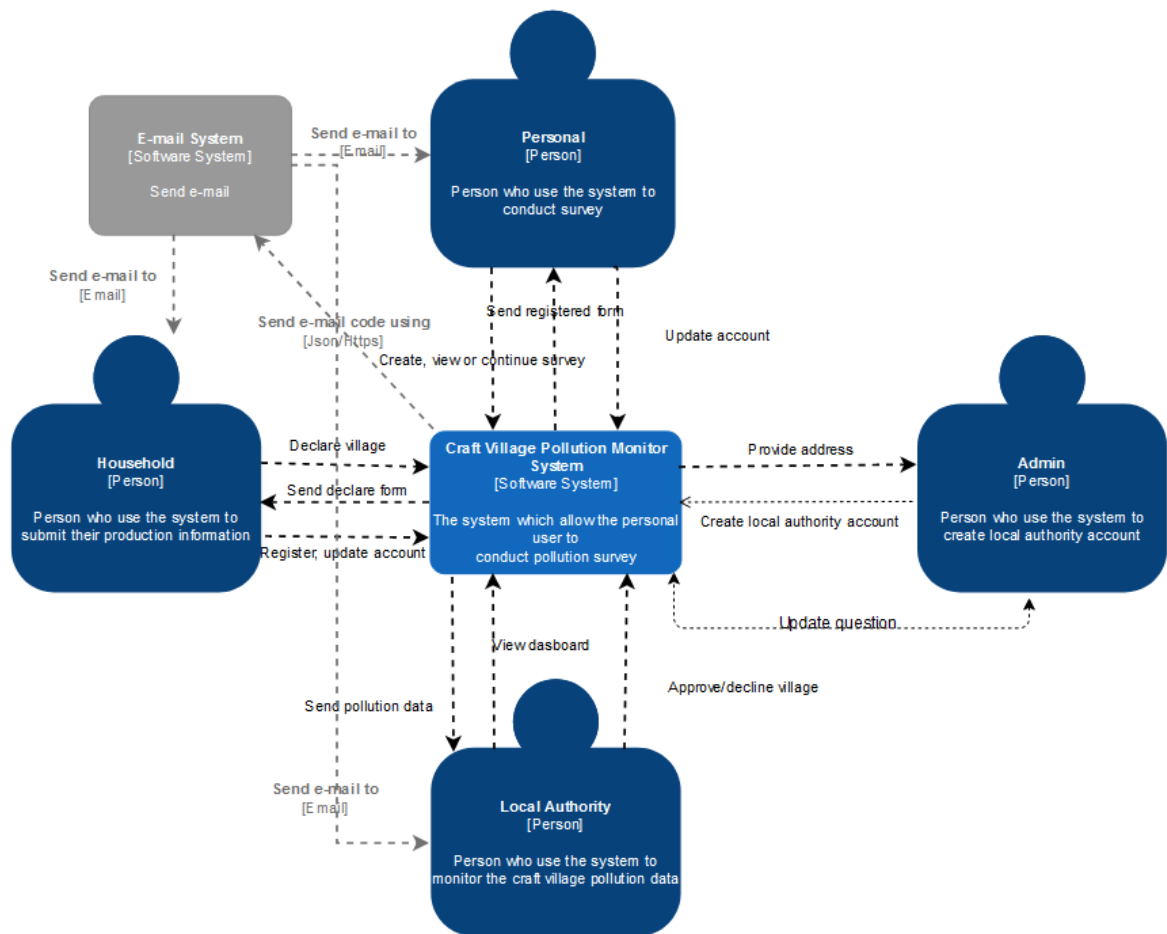 Personal
[Person]
Person who use the system to
conduct survey
E-mail System
[Software System]
Send e-mail
Send e-mail to
[Email]
Send e-mail to
[Email]
Send e-mail code using
[Json/Https]
Create, view or continue survey
Send registered form
Update account
Household
[Person]
Person who use the system to
submit their production information
Declare village
Send declare form
Register, update account
Craft Village Pollution Monitor
System
[Software System]
The system which allow the personal
user to
conduct pollution survey
Provide address
Create local authority account
Update question
Admin
[Person]
Person who use the system to
create local authority account
View dasboard
Approve/decline village
Send pollution data
Send e-mail to
[Email]
Local Authority
[Person]
Person who use the system to
monitor the craft village pollution data